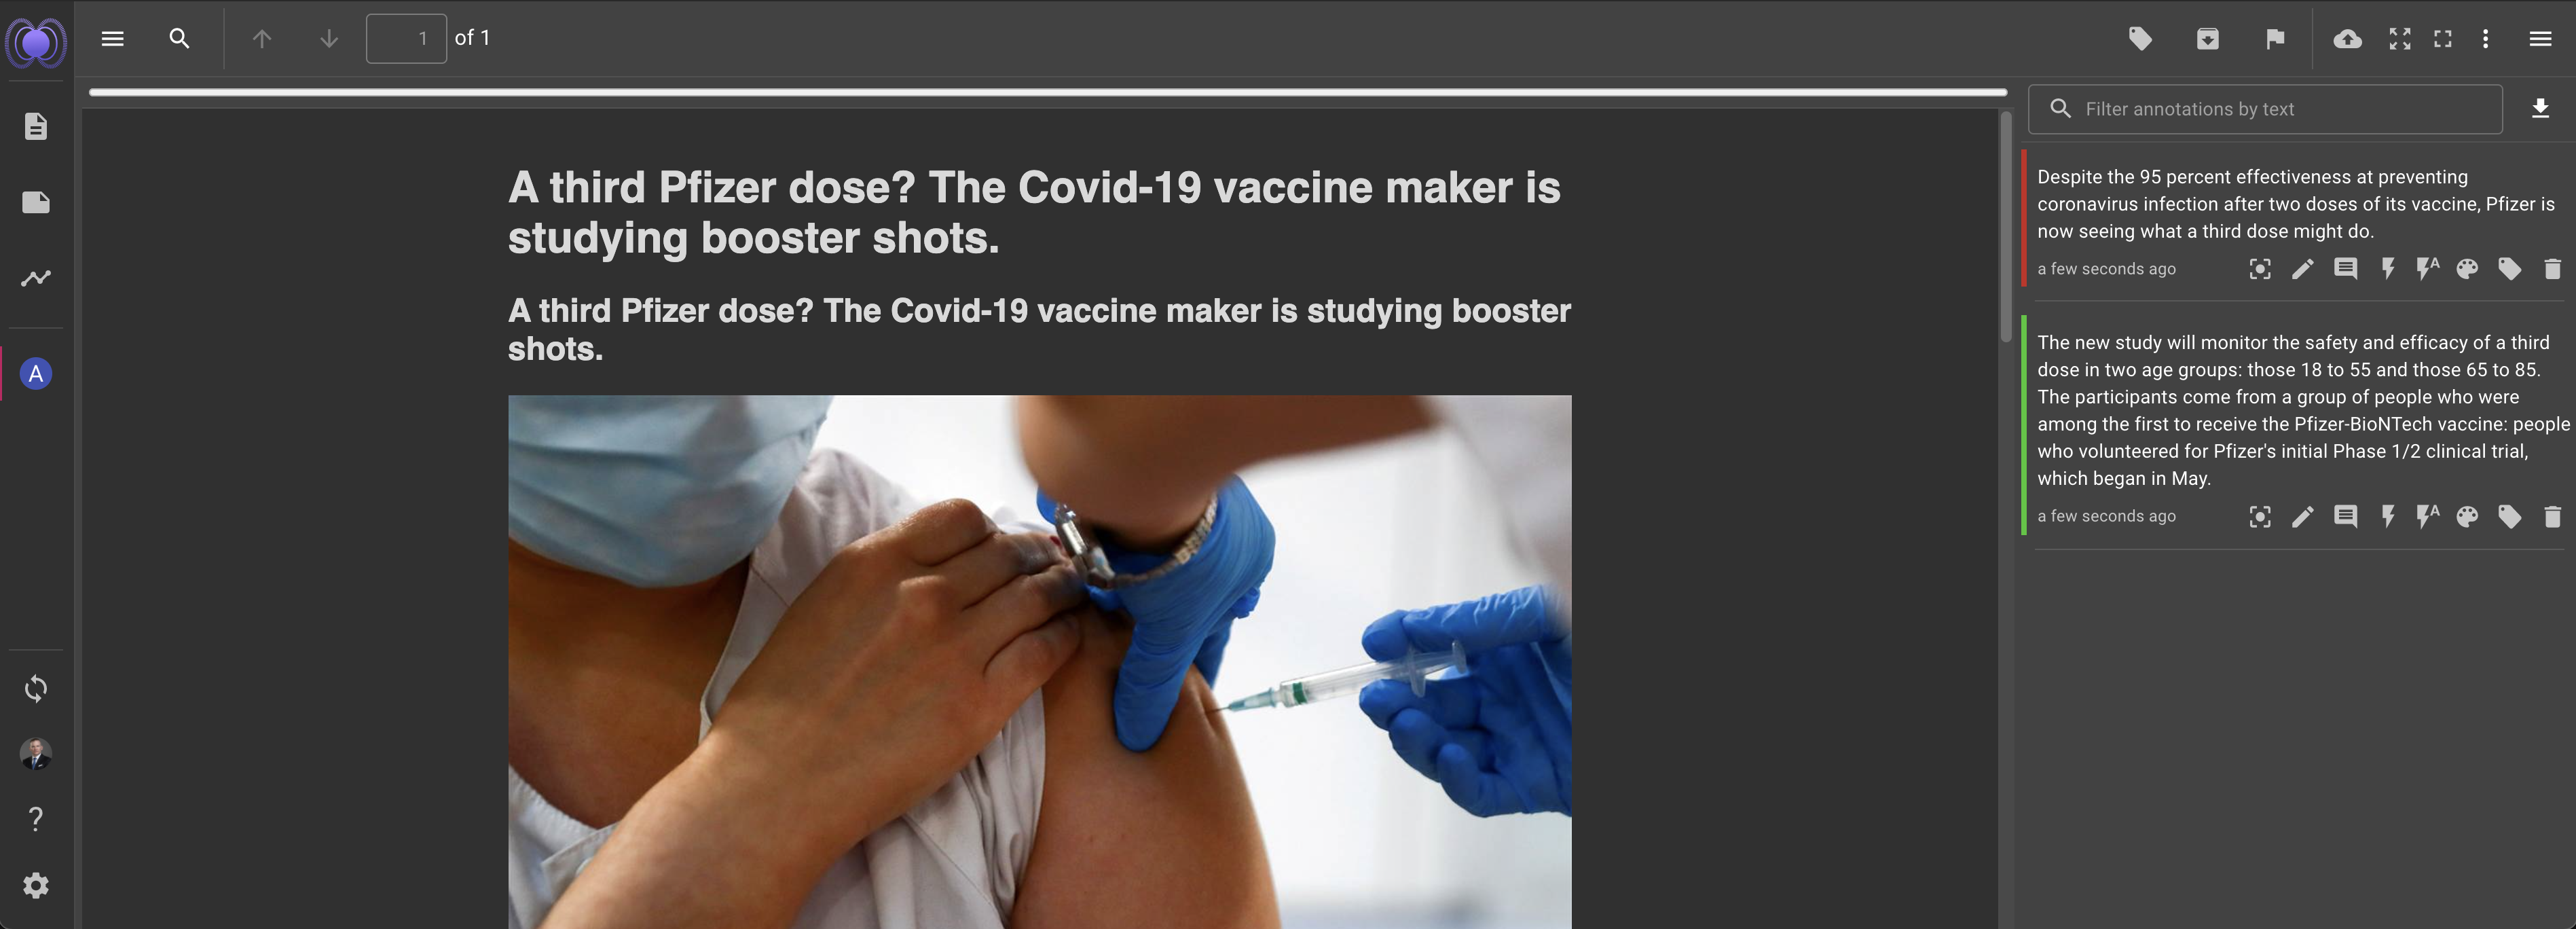 1 of 1
Filter annotations by text
A third Pfizer dose? The Covid-19 vaccine maker is
studying booster shots.
A third Pfizer dose? The Covid-19 vaccine maker is studying booster
shots.
A
Despite the 95 percent effectiveness at preventing
coronavirus infection after two doses of its vaccine, Pfizer is
now seeing what a third dose might do.
a few seconds ago
A
The new study will monitor the safety and efficacy of a third
dose in two age groups: those 18 to 55 and those 65 to 85.
The participants come from a group of people who were
among the first to receive the Pfizer-BioNTech vaccine: people
who volunteered for Pfizer's initial Phase 1/2 clinical trial,
which began in May.
a few seconds ago
A